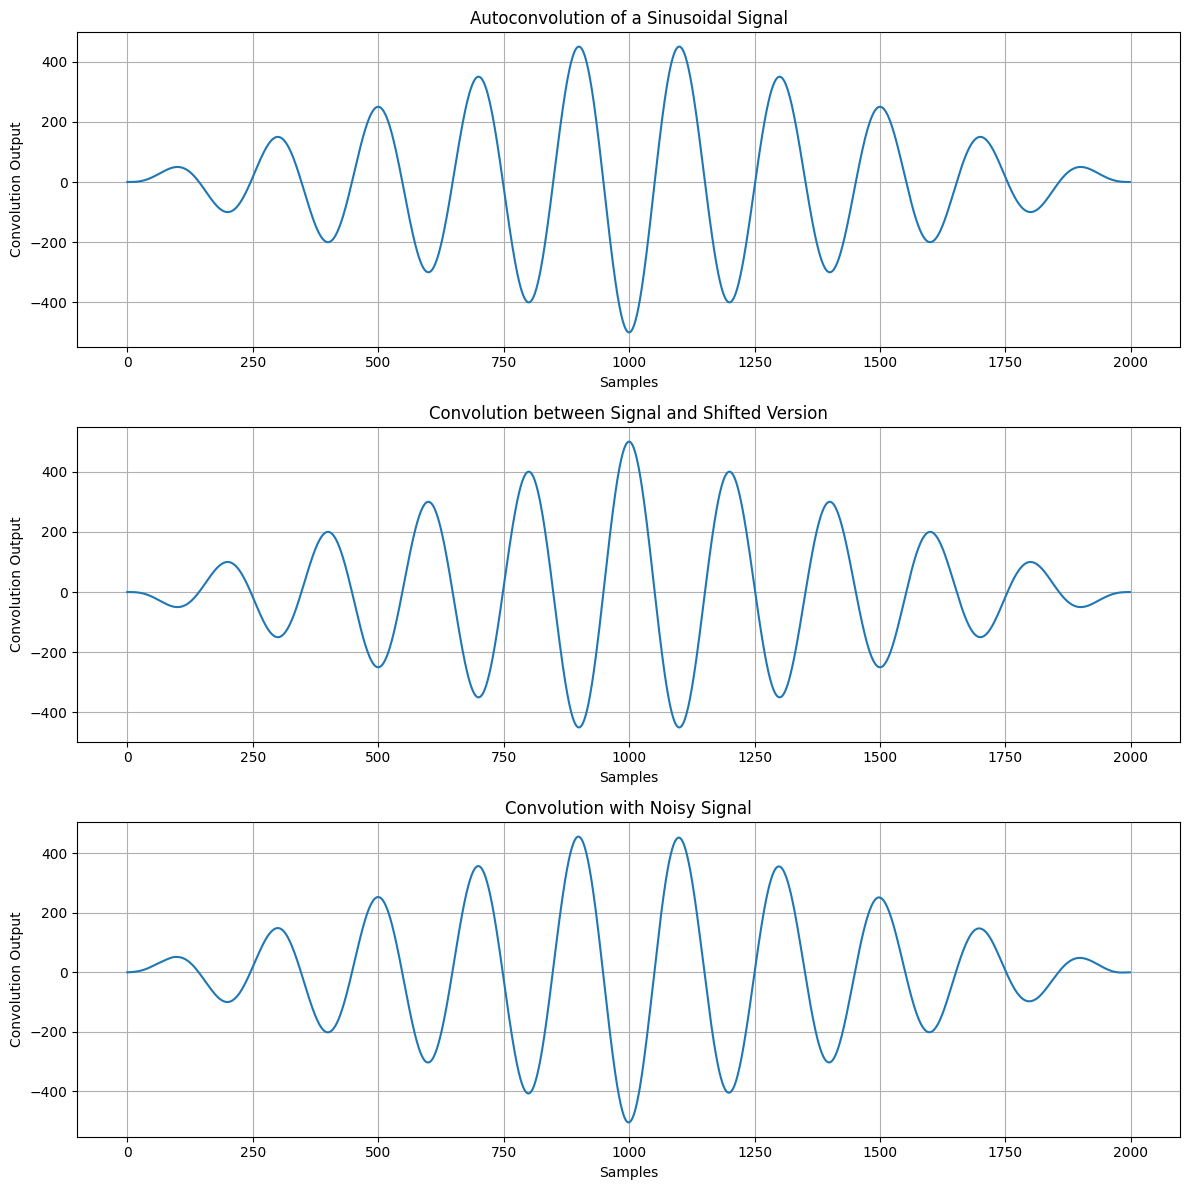 Autoconvolution of a Sinusoidal Signal
400
200
0
−200
−400
Convolution Output
0 250 500 750 1000 1250 1500 1750 2000
Samples
Convolution between Signal and Shifted Version
400
200
0
−200
−400
Convolution Output
0 250 500 750 1000 1250 1500 1750 2000
Samples
Convolution with Noisy Signal
400
200
0
−200
−400
Convolution Output
0 250 500 750 1000 1250 1500 1750 2000
Samples